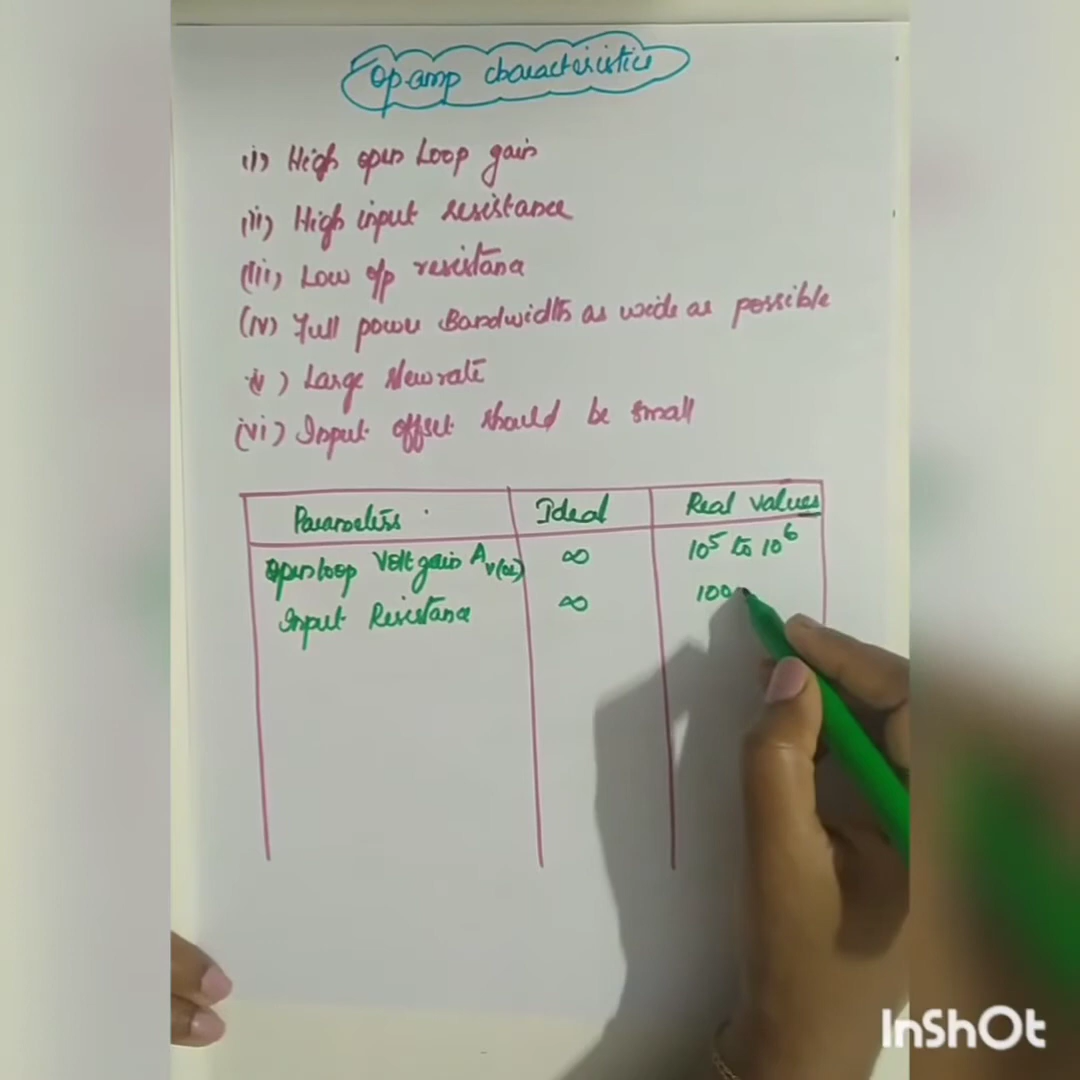 Op-amp characteristics
(i) High open Loop gain
(ii) High input resistance
(iii) Low o/p resistance
(iv) Full power Bandwidth as wide as possible
(v) Large slew rate
(vi) Input offset should be small
Parameters Ideal Real values
Open loop Volt gain Av(OL) ∞ 10⁵ to 10⁶
Input Resistance ∞ 100
InShOt